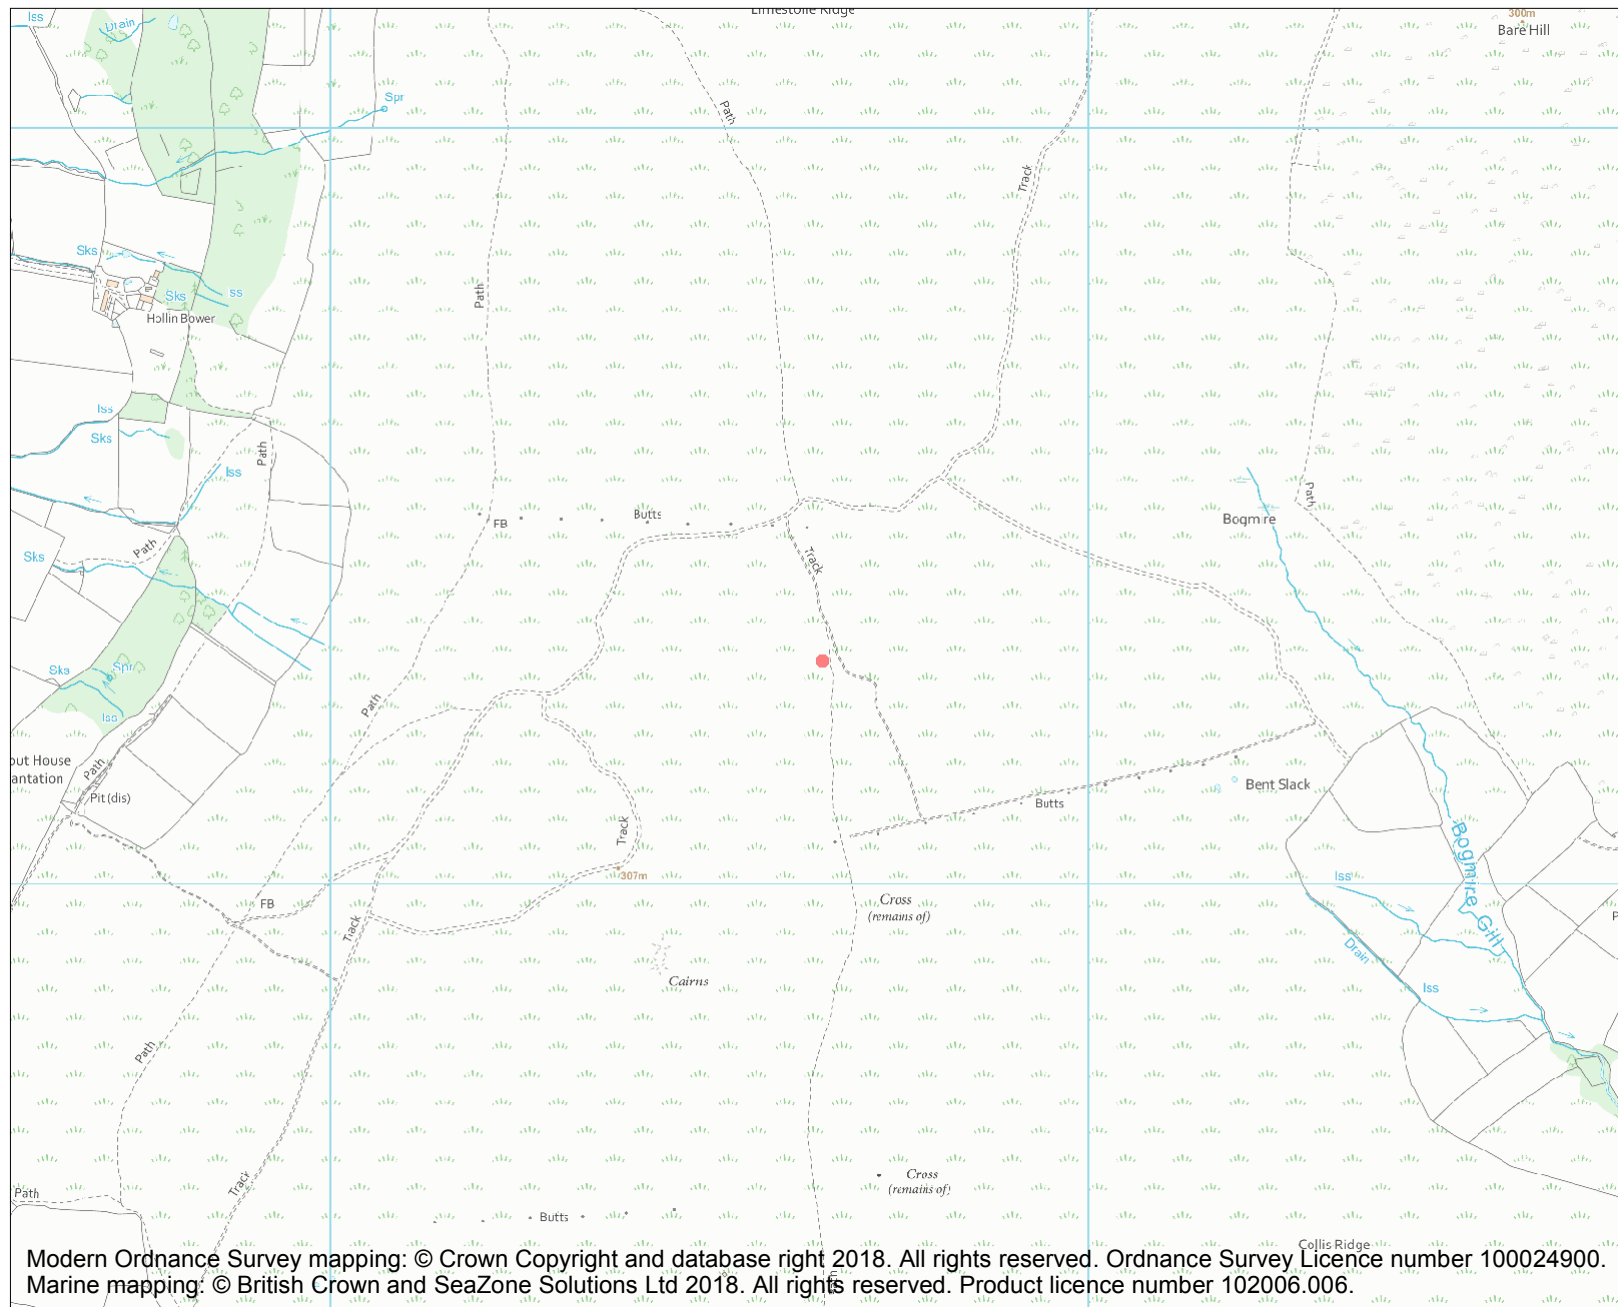 Limestone Ridge
300m
Bare Hill
Iss
Drain
Spr
Path
Track
Sks
Sks
Iss
Hollin Bower
Path
Iss
Sks
Path
Iss
Path
Bogmire
Butts
FB
Path
Sks
Track
Sks
Spr
Iss
Path
out House
antation
Path
Pit (dis)
Bent Slack
Butts
Track
307m
Bogmire Gill
Iss
Cross
(remains of)
FB
Track
Drain
Cairns
Iss
Path
Cross
(remains of)
Track
Path
Butts
Collis Ridge
Modern Ordnance Survey mapping: © Crown Copyright and database right 2018. All rights reserved. Ordnance Survey Licence number 100024900.
Marine mapping: © British Crown and SeaZone Solutions Ltd 2018. All rights reserved. Product licence number 102006.006.